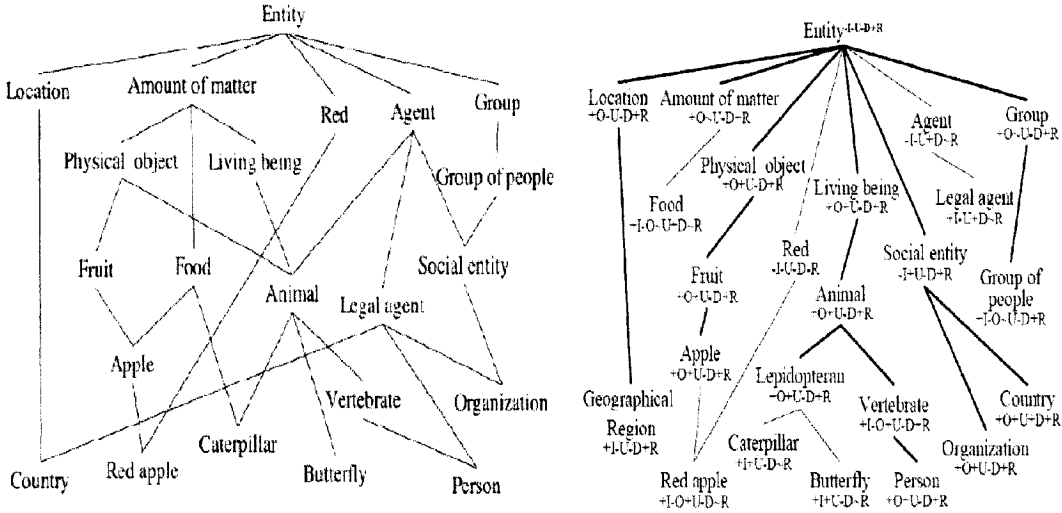 Entity
Location
Amount of matter
Red
Agent
Group
Physical object
Living being
Group of people
Fruit
Food
Social entity
Animal
Legal agent
Apple
Vertebrate
Organization
Caterpillar
Country
Red apple
Butterfly
Person
Entity-I-U-D+R
Location
+O-U-D+R
Amount of matter
+O~U-D+R
Agent
-I-U+D~R
Group
+O~U-D+R
Physical object
+O+U-D+R
Living being
Legal agent
+I-U+D~R
Food
+I-O~U+D~R
Red
-I-U-D-R
Social entity
-I+U-D+R
Fruit
+O+U-D+R
Animal
+O+U-D+R
Group of
people
+I-O~U-D+R
Apple
+O+U-D+R
Lepidopteran
+O+U-D+R
Geographical
Region
+I-U-D+R
Vertebrate
+I-O+U-D+R
Country
+O+U+D+R
Caterpillar
+I+U-D~R
Organization
+O+U-D+R
Red apple
+I-O+U-D~R
Butterfly
+I+U-D~R
Person
+O+U-D+R